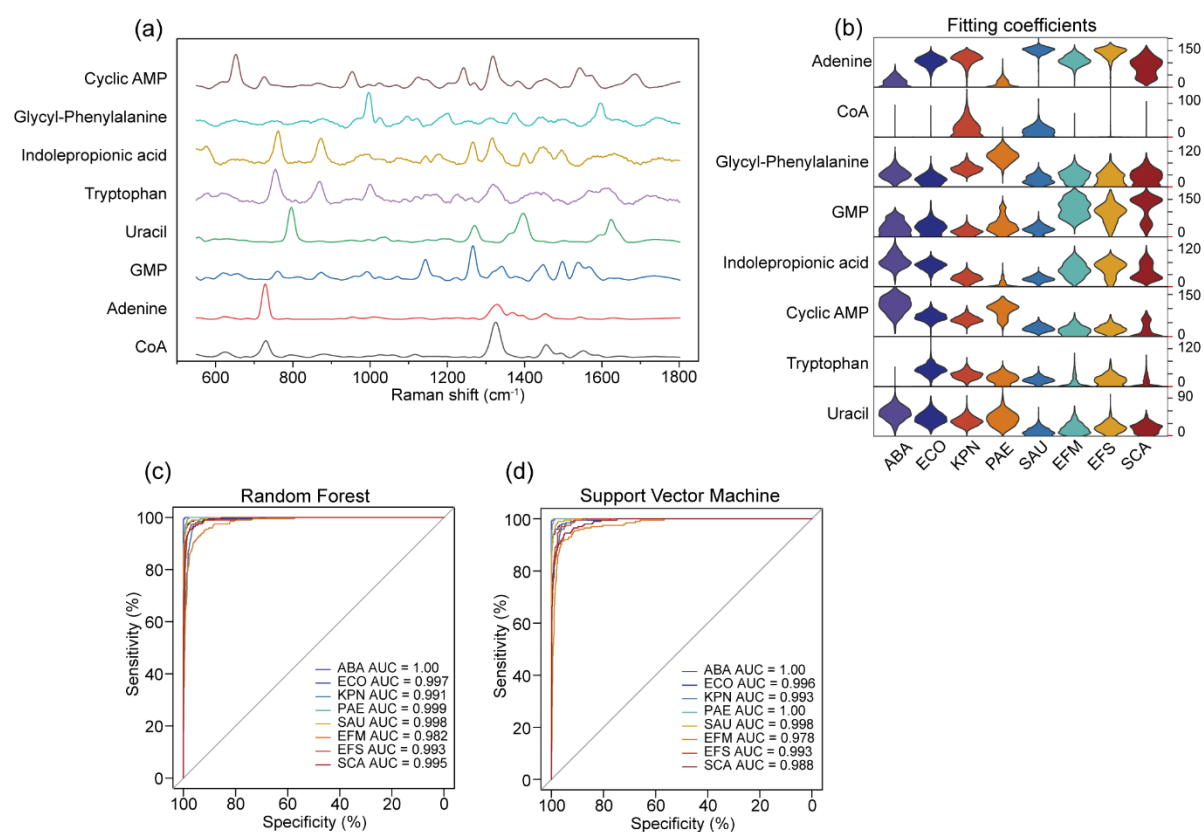 (a)
Cyclic AMP
Glycyl-Phenylalanine
Indolepropionic acid
Tryptophan
Uracil
GMP
Adenine
CoA
600 800 1000 1200 1400 1600 1800
Raman shift (cm⁻¹)
(b)
Fitting coefficients
Adenine 150 0
CoA 100 0
Glycyl-Phenylalanine 120 0
GMP 150 0
Indolepropionic acid 120 0
Cyclic AMP 150 0
Tryptophan 120 0
Uracil 90 0
ABA ECO KPN PAE SAU EFM EFS SCA
(c)
Random Forest
Sensitivity (%)
100
80
60
40
20
0
ABA AUC = 1.00
ECO AUC = 0.997
KPN AUC = 0.991
PAE AUC = 0.999
SAU AUC = 0.998
EFM AUC = 0.982
EFS AUC = 0.993
SCA AUC = 0.995
100 80 60 40 20 0
Specificity (%)
(d)
Support Vector Machine
Sensitivity (%)
100
80
60
40
20
0
ABA AUC = 1.00
ECO AUC = 0.996
KPN AUC = 0.993
PAE AUC = 1.00
SAU AUC = 0.998
EFM AUC = 0.978
EFS AUC = 0.993
SCA AUC = 0.988
100 80 60 40 20 0
Specificity (%)